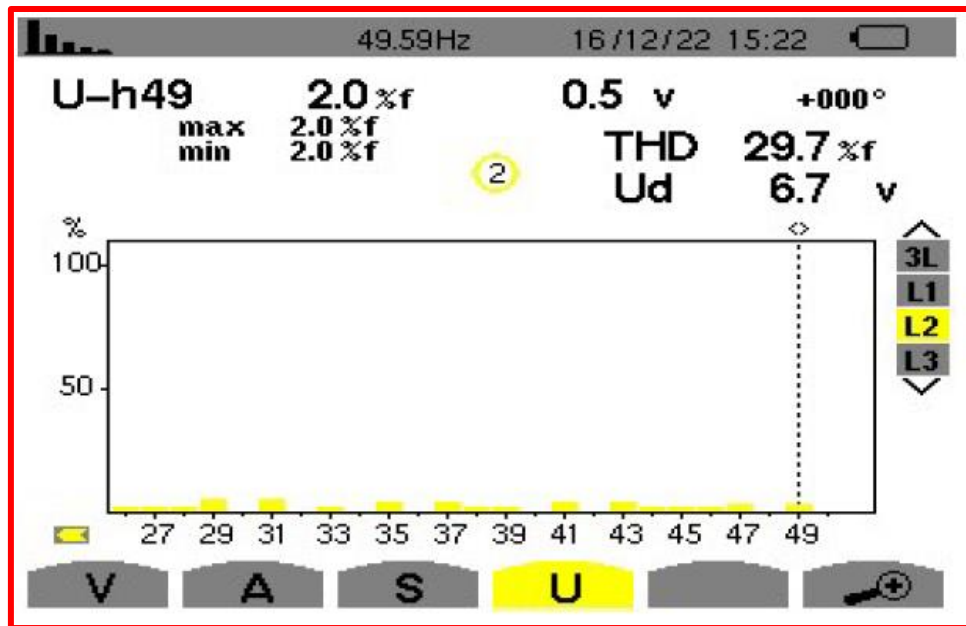 49.59Hz 16/12/22 15:22
U-h49 2.0 %f 0.5 v +000°
max 2.0 %f
min 2.0 %f
THD 29.7 %f
2
Ud 6.7 v
%
100
50
3L
L1
L2
L3
27 29 31 33 35 37 39 41 43 45 47 49
V A S U